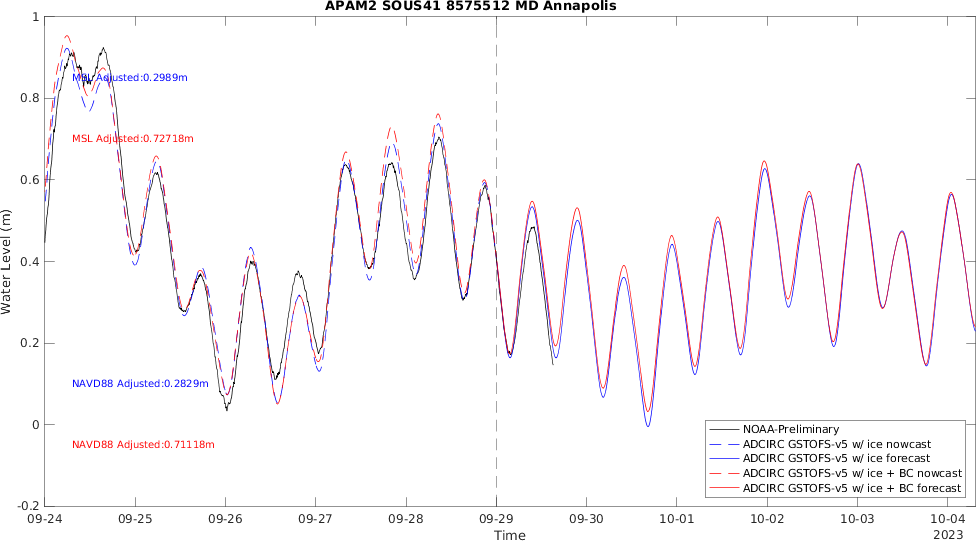 APAM2 SOUS41 8575512 MD Annapolis
1
0.8
0.6
0.4
0.2
0
-0.2
Water Level (m)
MSL Adjusted:0.2989m
MSL Adjusted:0.72718m
NAVD88 Adjusted:0.2829m
NAVD88 Adjusted:0.71118m
NOAA-Preliminary
ADCIRC GSTOFS-v5 w/ ice nowcast
ADCIRC GSTOFS-v5 w/ ice forecast
ADCIRC GSTOFS-v5 w/ ice + BC nowcast
ADCIRC GSTOFS-v5 w/ ice + BC forecast
09-24 09-25 09-26 09-27 09-28 09-29 09-30 10-01 10-02 10-03 10-04
Time 2023